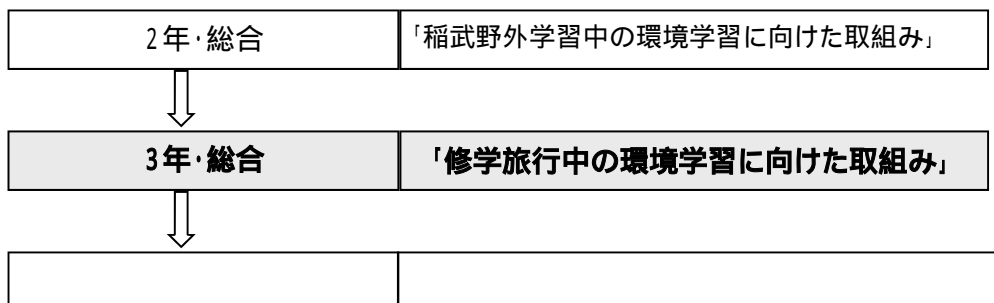 2年・総合
「稲武野外学習中の環境学習に向けた取組み」
3年・総合
「修学旅行中の環境学習に向けた取組み」